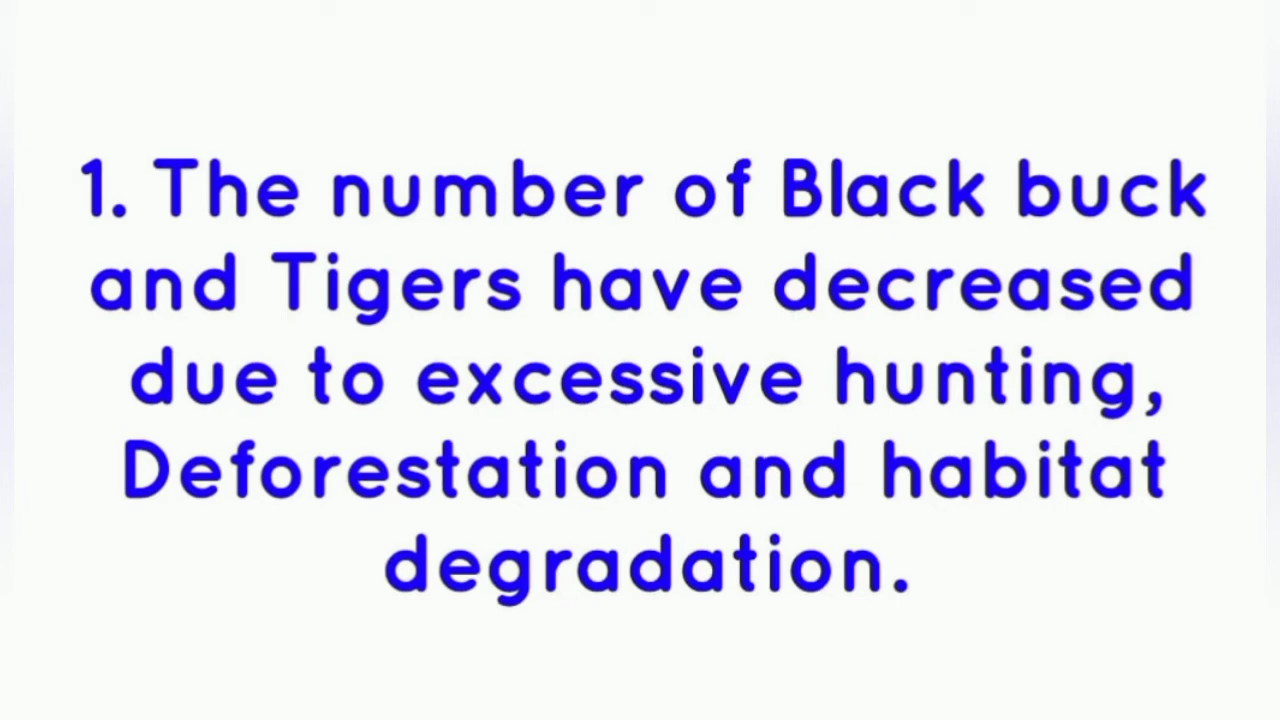 1. The number of Black buck
and Tigers have decreased
due to excessive hunting,
Deforestation and habitat
degradation.